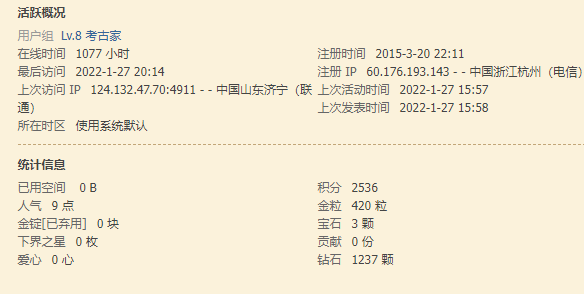 活跃概况
用户组 Lv.8 考古家
在线时间 1077 小时 注册时间 2015-3-20 22:11
最后访问 2022-1-27 20:14 注册 IP 60.176.193.143 - - 中国浙江杭州（电信）
上次访问 IP 124.132.47.70:4911 - - 中国山东济宁（联 上次活动时间 2022-1-27 15:57
通） 上次发表时间 2022-1-27 15:58
所在时区 使用系统默认
统计信息
已用空间 0 B 积分 2536
人气 9 点 金粒 420 粒
金锭[已弃用] 0 块 宝石 3 颗
下界之星 0 枚 贡献 0 份
爱心 0 心 钻石 1237 颗